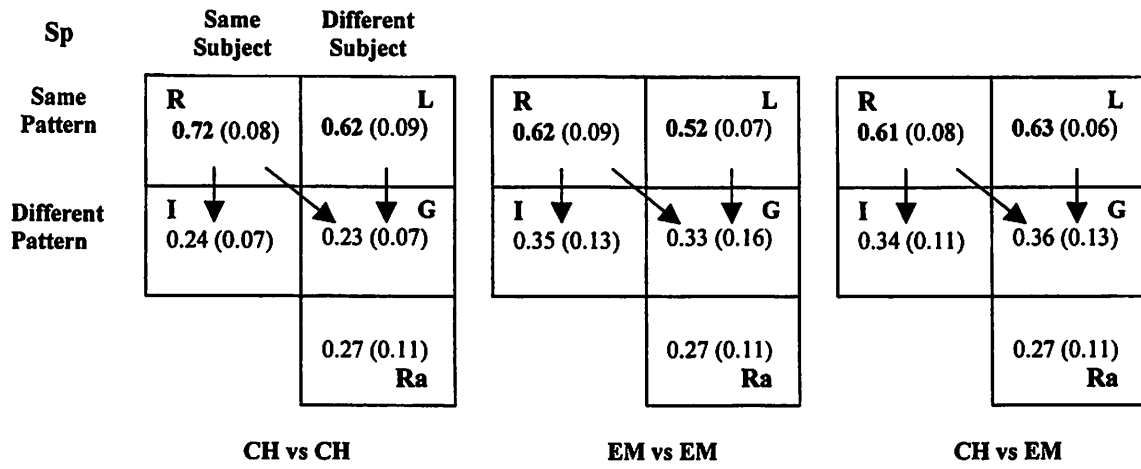 Sp Same Subject Different Subject
Same Pattern
R L R L R L
0.72 (0.08) 0.62 (0.09) 0.62 (0.09) 0.52 (0.07) 0.61 (0.08) 0.63 (0.06)
Different Pattern
I G I G I G
0.24 (0.07) 0.23 (0.07) 0.35 (0.13) 0.33 (0.16) 0.34 (0.11) 0.36 (0.13)
0.27 (0.11) 0.27 (0.11) 0.27 (0.11)
Ra Ra Ra
CH vs CH EM vs EM CH vs EM